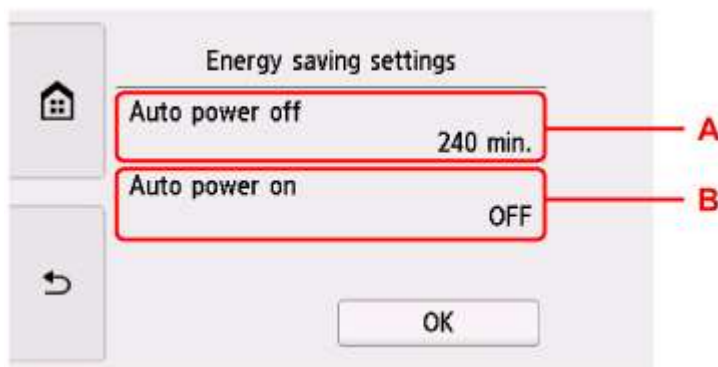 Energy saving settings
Auto power off
240 min.
A
Auto power on
OFF
B
OK